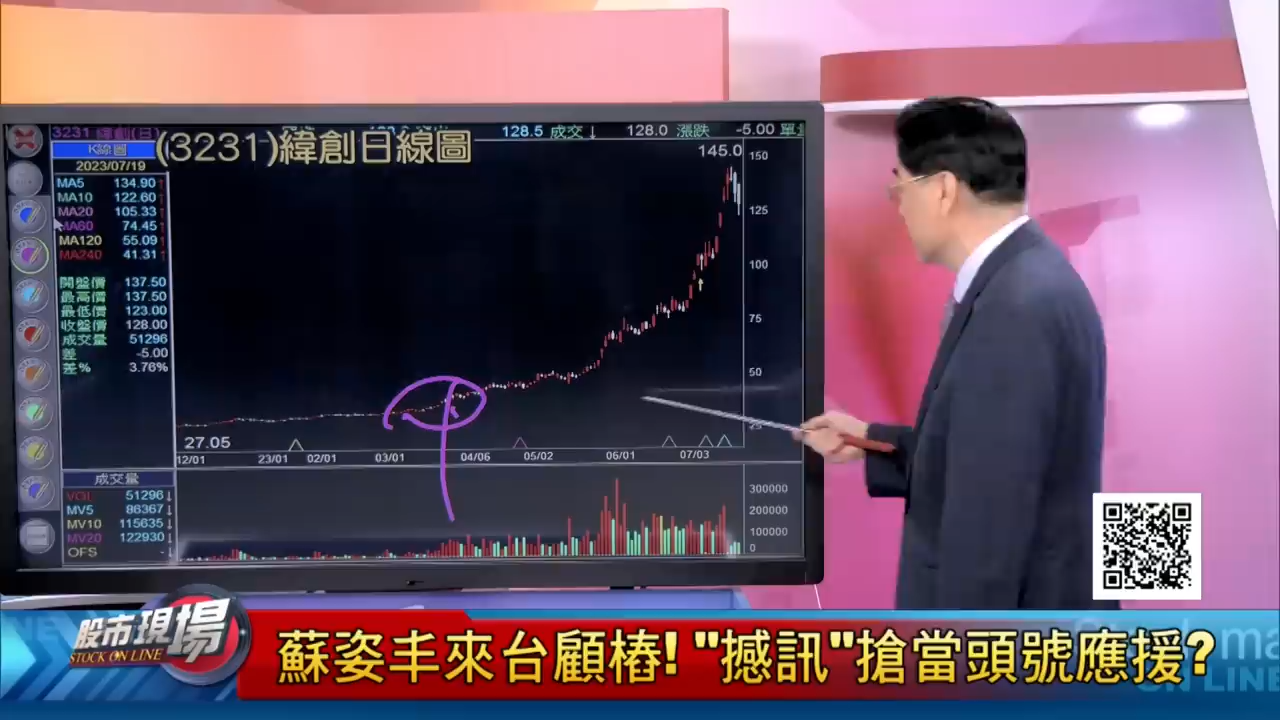 3231 緯創(日)
128.5 成交↓ 128.0 漲跌 -5.00 單量
(3231)緯創日線圖
K線圖
2023/07/19
MA5 134.90↑
MA10 122.60↑
MA20 105.33↑
MA60 74.45↑
MA120 55.09↑
MA240 41.31↑
開盤價 137.50
最高價 137.50
最低價 123.00
收盤價 128.00
成交量 51296
差 -5.00
差% 3.76%
145.0
150
125
100
75
50
25
27.05
12/01 23/01 02/01 03/01 04/06 05/02 06/01 07/03
成交量
VOL 51296↓
MV5 86367↓
MV10 115635↓
MV20 122930↓
OFS -↓
300000
200000
100000
0
股市現場
STOCK ON LINE
蘇姿丰來台顧樁! "撼訊"搶當頭號應援?
ON LINE